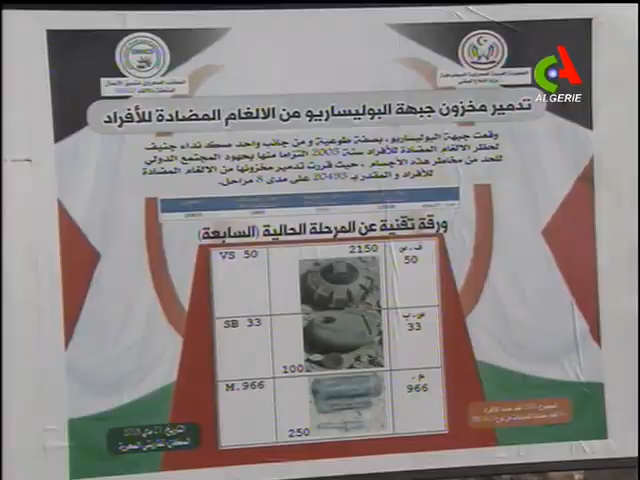 ALGERIE
تدمير مخزون جبهة البوليساريو من الالغام المضادة للأفراد
وقعت جبهة البوليساريو، بصفة طوعية و من جانب واحد صك نداء جنيف
لحظر الالغام المضادة للأفراد سنة 2005 التزاما منها بجهود المجتمع الدولي
للحد من مخاطر هذه الاجسام ، حيث قررت تدمير مخزونها من الالغام المضادة
للأفراد و المقدر بـ 20493 على مدى 8 مراحل.
ورقة تقنية عن المرحلة الحالية (السابعة)
VS 50
2150
ف.س
50
SB 33
100
س.ب
33
M.966
250
م.
966